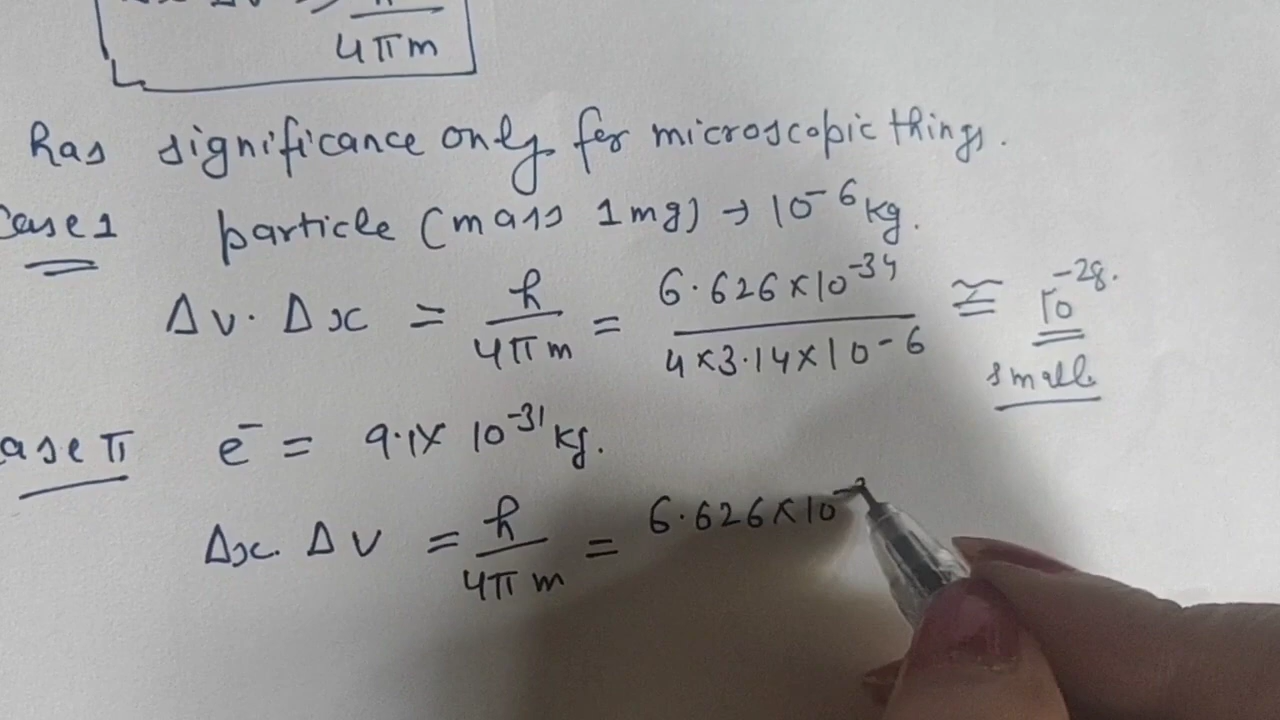 4πm
has significance only for microscopic things.
Case 1 particle (mass 1mg) → 10⁻⁶ kg.
Δv. Δx = h/4πm = 6.626×10⁻³⁴/4×3.14×10⁻⁶ ≅ 10⁻²⁸.
small
ase II e⁻ = 9.1× 10⁻³¹ kg.
Δx. Δv = h/4πm = 6.626×10⁻